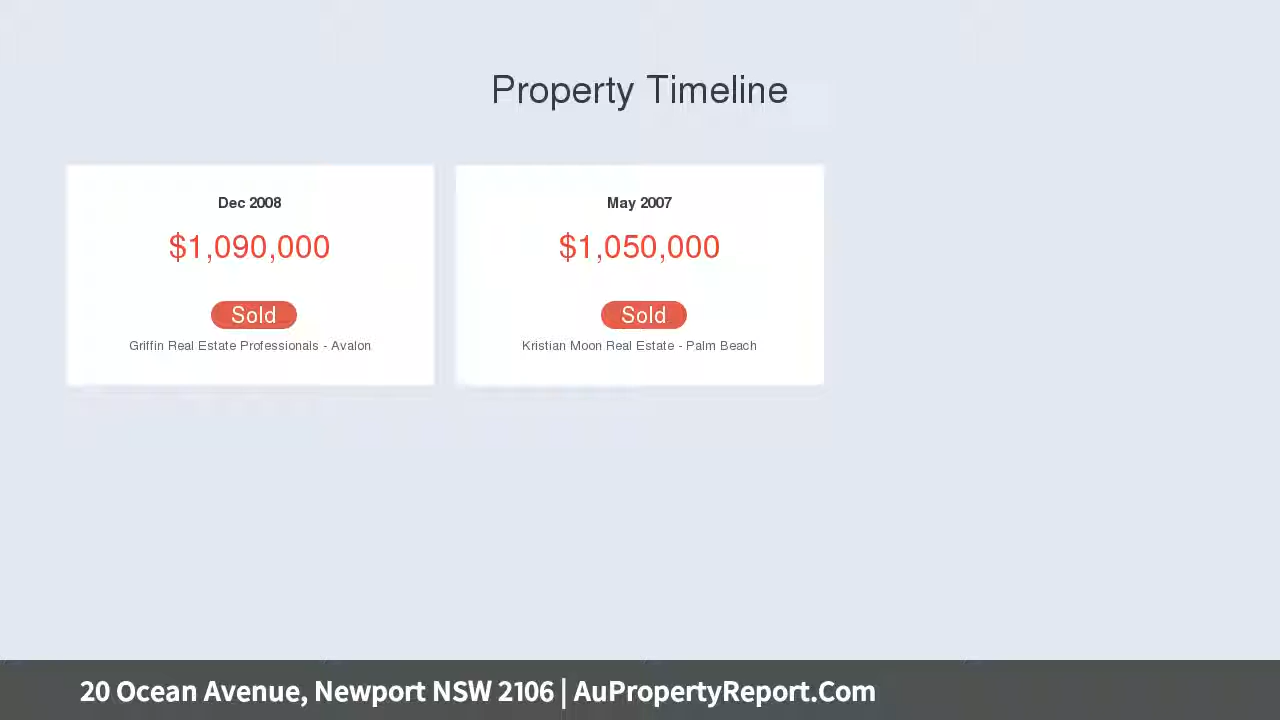 Property Timeline
Dec 2008
$1,090,000
Sold
Griffin Real Estate Professionals - Avalon
May 2007
$1,050,000
Sold
Kristian Moon Real Estate - Palm Beach
20 Ocean Avenue, Newport NSW 2106 | AuPropertyReport.Com